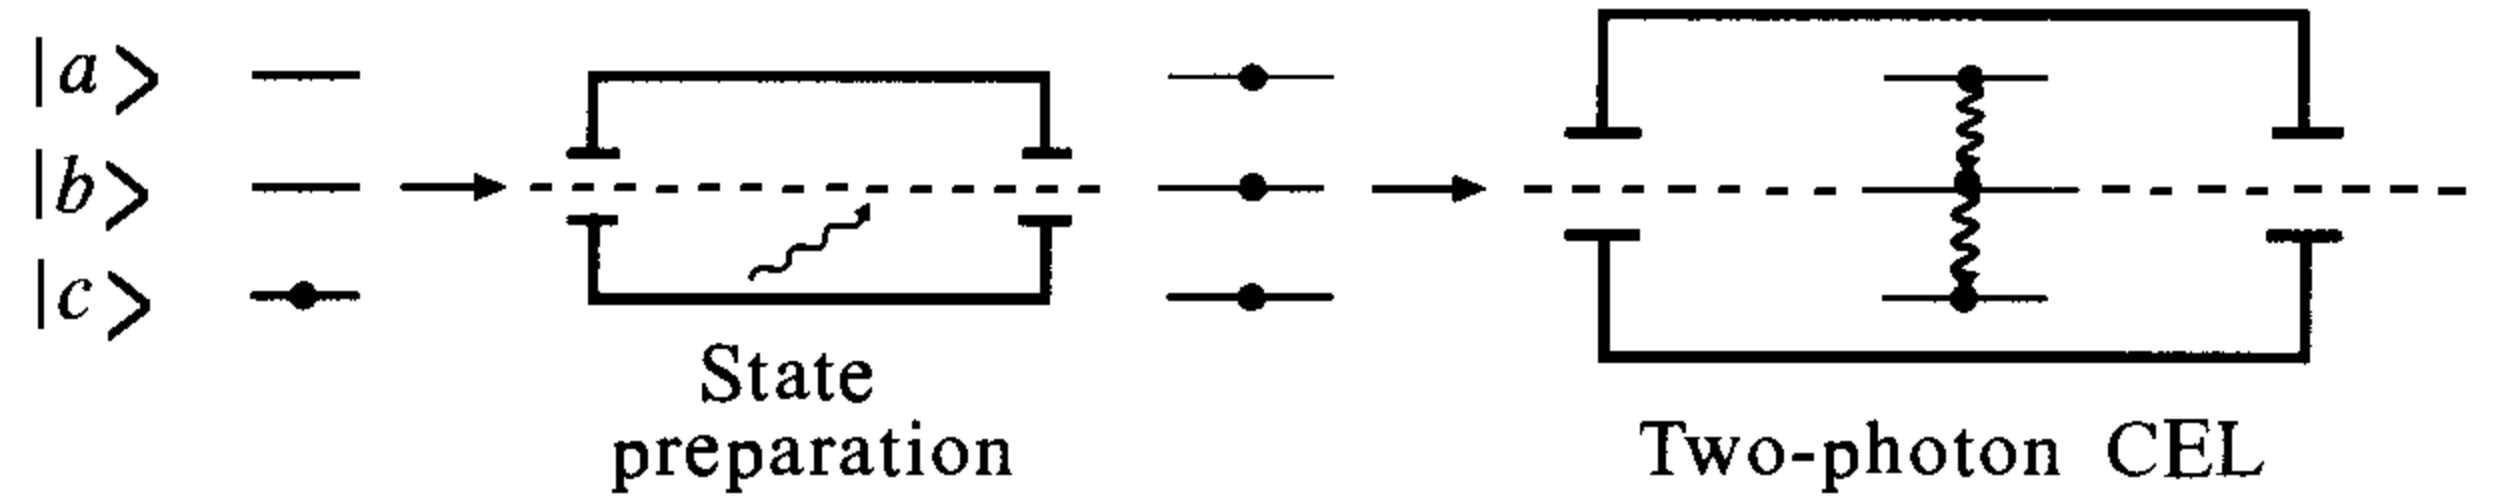 |a>
|b>
|c>
State
preparation
Two-photon CEL